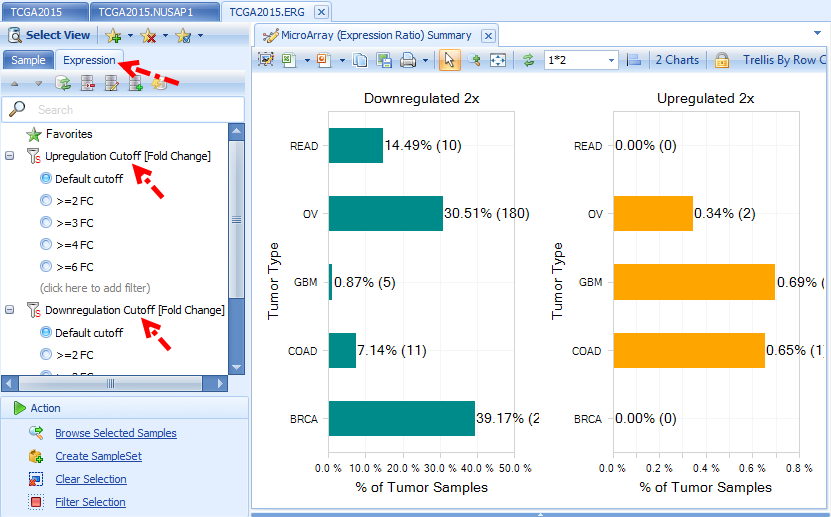 TCGA2015
TCGA2015.NUSAP1
TCGA2015.ERG
Select View
Sample
Expression
Search
Favorites
Upregulation Cutoff [Fold Change]
Default cutoff
>=2 FC
>=3 FC
>=4 FC
>=6 FC
(click here to add filter)
Downregulation Cutoff [Fold Change]
Default cutoff
>=2 FC
Action
Browse Selected Samples
Create SampleSet
Clear Selection
Filter Selection
MicroArray (Expression Ratio) Summary
1*2
2 Charts
Trellis By Row C
Downregulated 2x
Tumor Type
READ
14.49% (10)
OV
30.51% (180)
GBM
0.87% (5)
COAD
7.14% (11)
BRCA
39.17% (2
0.0 % 10.0 % 20.0 % 30.0 % 40.0 % 50.0 %
% of Tumor Samples
Upregulated 2x
Tumor Type
READ
0.00% (0)
OV
0.34% (2)
GBM
0.69% (
COAD
0.65% (1
BRCA
0.00% (0)
0.0 % 0.2 % 0.4 % 0.6 % 0.8 %
% of Tumor Samples